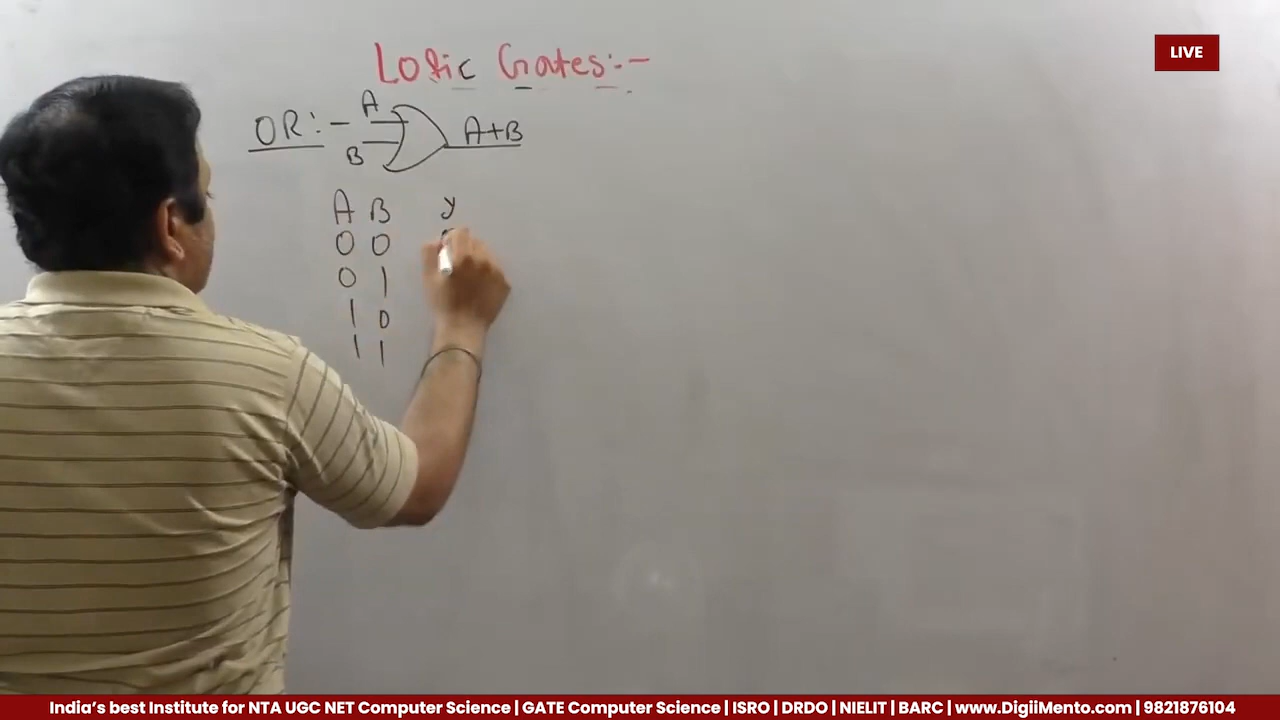 LIVE
Logic Gates:-
OR:- A B A+B
A B y
0 0
0 1
1 0
1 1
India's best Institute for NTA UGC NET Computer Science | GATE Computer Science | ISRO | DRDO | NIELIT | BARC | www.DigiiMento.com | 9821876104